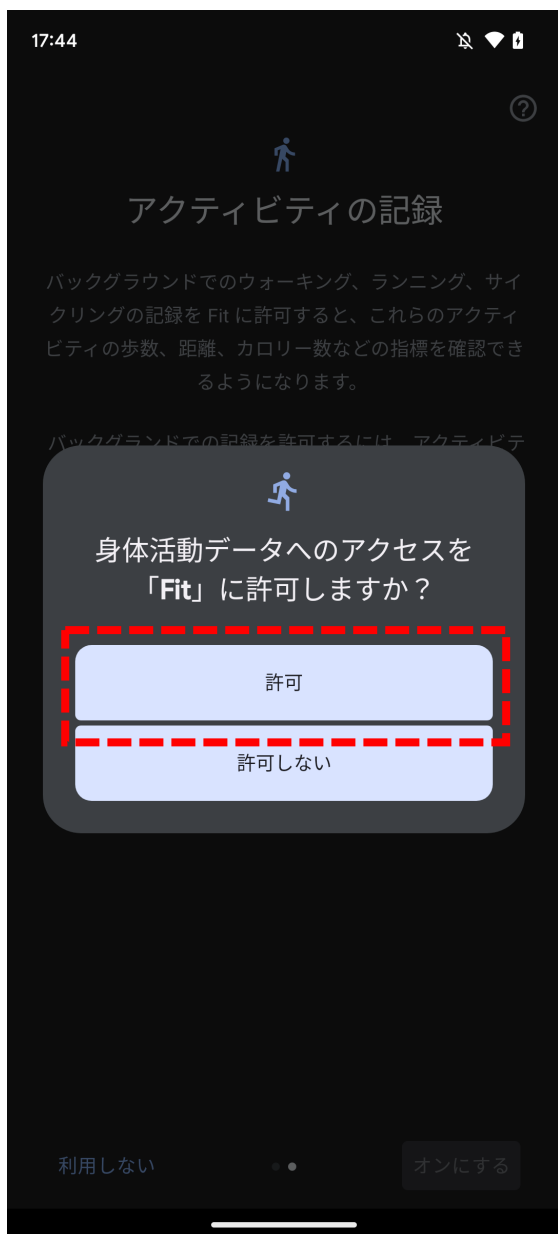 17:44
アクティビティの記録
バックグラウンドでのウォーキング、ランニング、サイ
クリングの記録を Fit に許可すると、これらのアクティ
ビティの歩数、距離、カロリー数などの指標を確認でき
るようになります。
バックグランドでの記録を許可するには、アクティビテ
身体活動データへのアクセスを
「Fit」に許可しますか？
許可
許可しない
利用しない
オンにする